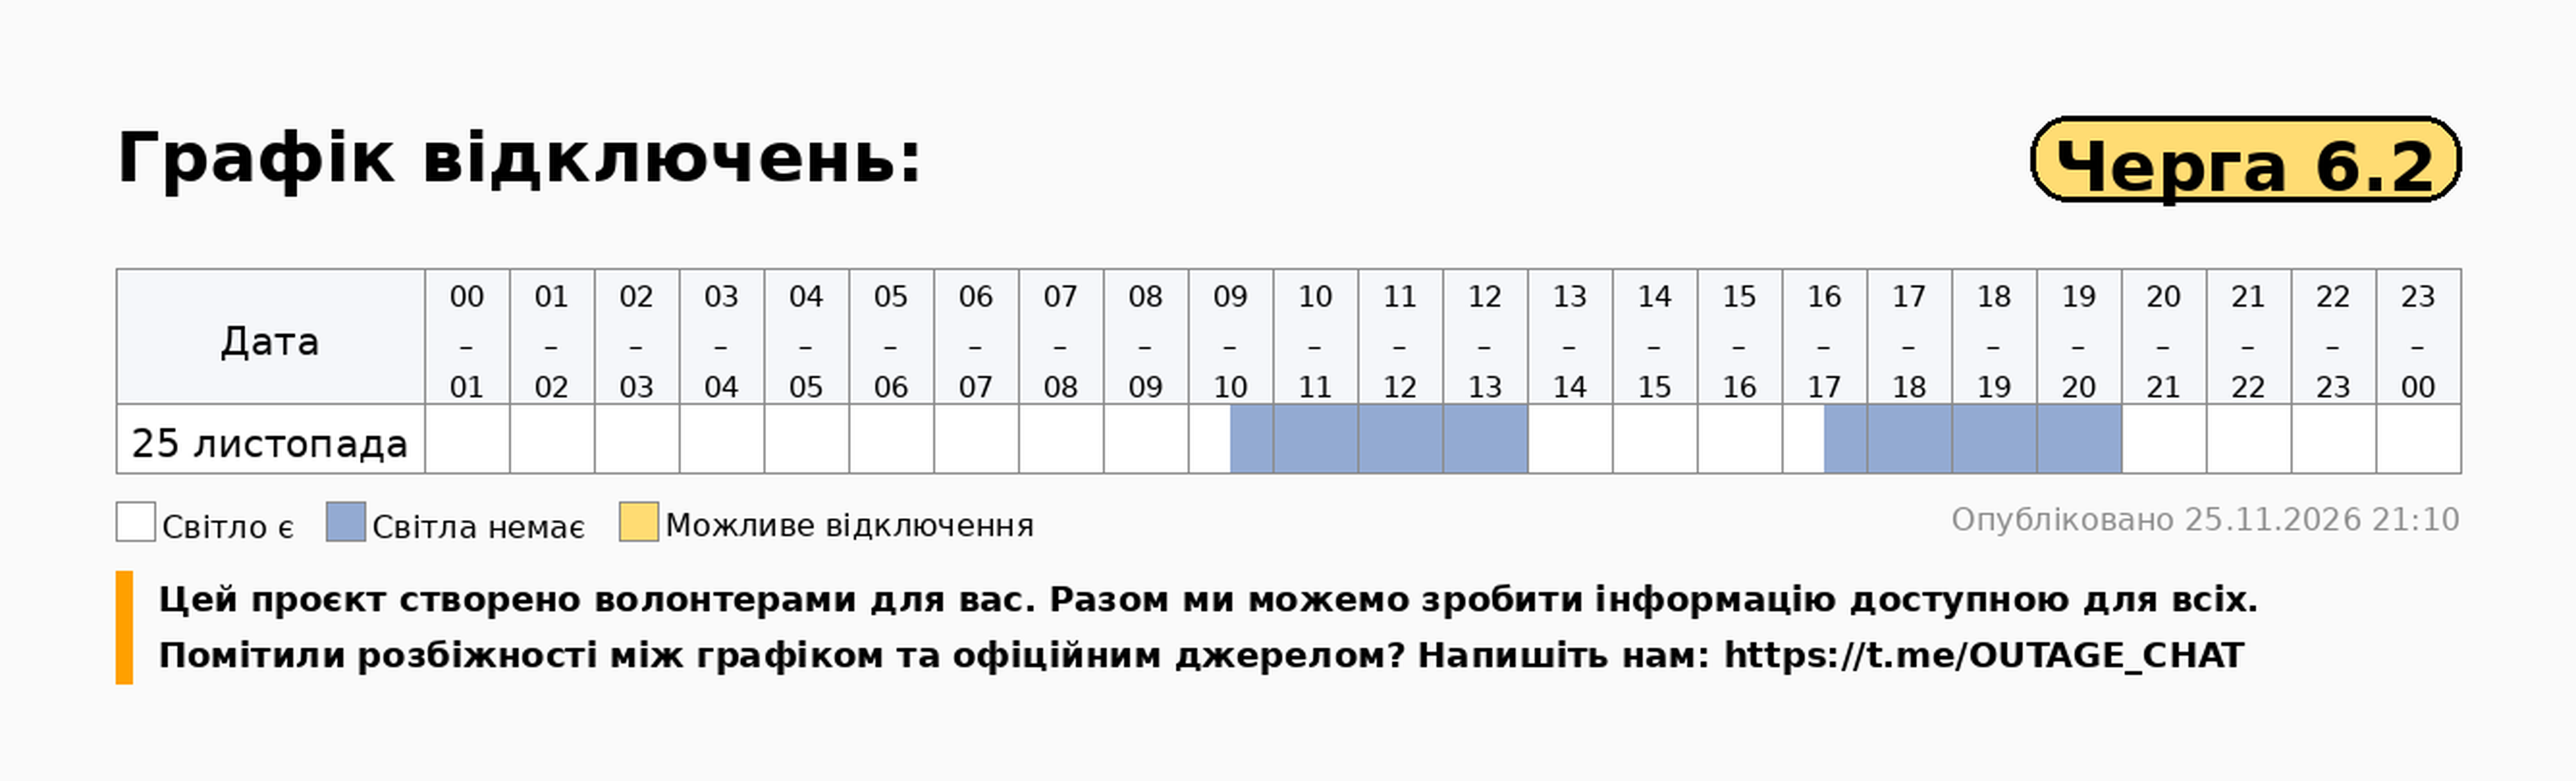 Графік відключень:
Черга 6.2
Дата 00 – 01 01 – 02 02 – 03 03 – 04 04 – 05 05 – 06 06 – 07 07 – 08 08 – 09 09 – 10 10 – 11 11 – 12 12 – 13 13 – 14 14 – 15 15 – 16 16 – 17 17 – 18 18 – 19 19 – 20 20 – 21 21 – 22 22 – 23 23 – 00
25 листопада
Світло є Світла немає Можливе відключення
Опубліковано 25.11.2026 21:10
Цей проєкт створено волонтерами для вас. Разом ми можемо зробити інформацію доступною для всіх.
Помітили розбіжності між графіком та офіційним джерелом? Напишіть нам: https://t.me/OUTAGE_CHAT